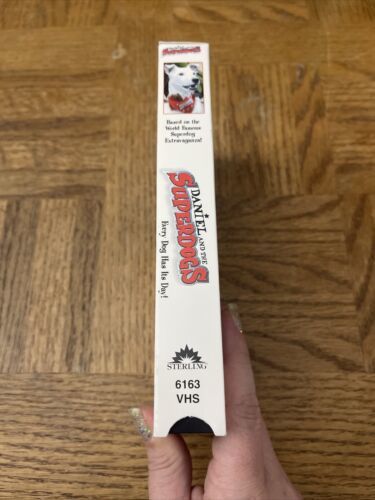 SUPERDOGS
Based on the
World Famous
Superdog
Extravaganza!
DANIEL AND THE
SUPERDOGS
Every Dog Has Its Day!
STERLING
6163
VHS